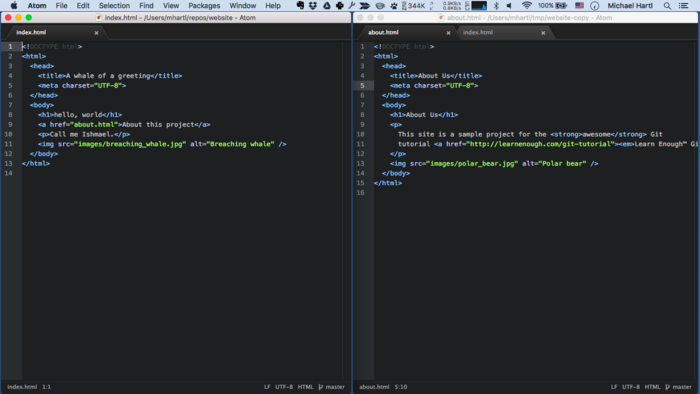 Atom File Edit Selection Find View Packages Window Help 344K 0.9KB/s 0.9KB/s 100% Michael Hartl
index.html - /Users/mhartl/repos/website - Atom
index.html
1 <!DOCTYPE html>
2 <html>
3 <head>
4 <title>A whale of a greeting</title>
5 <meta charset="UTF-8">
6 </head>
7 <body>
8 <h1>hello, world</h1>
9 <a href="about.html">About this project</a>
10 <p>Call me Ishmael.</p>
11 <img src="images/breaching_whale.jpg" alt="Breaching whale" />
12 </body>
13 </html>
14
index.html 1:1 LF UTF-8 HTML master
about.html - /Users/mhartl/tmp/website-copy - Atom
about.html index.html
1 <!DOCTYPE html>
2 <html>
3 <head>
4 <title>About Us</title>
5 <meta charset="UTF-8">
6 </head>
7 <body>
8 <h1>About Us</h1>
9 <p>
10 This site is a sample project for the <strong>awesome</strong> Git
11 tutorial <a href="http://learnenough.com/git-tutorial"><em>Learn Enough™ Gi
12 </p>
13 <img src="images/polar_bear.jpg" alt="Polar bear" />
14 </body>
15 </html>
16
about.html 5:10 LF UTF-8 HTML master